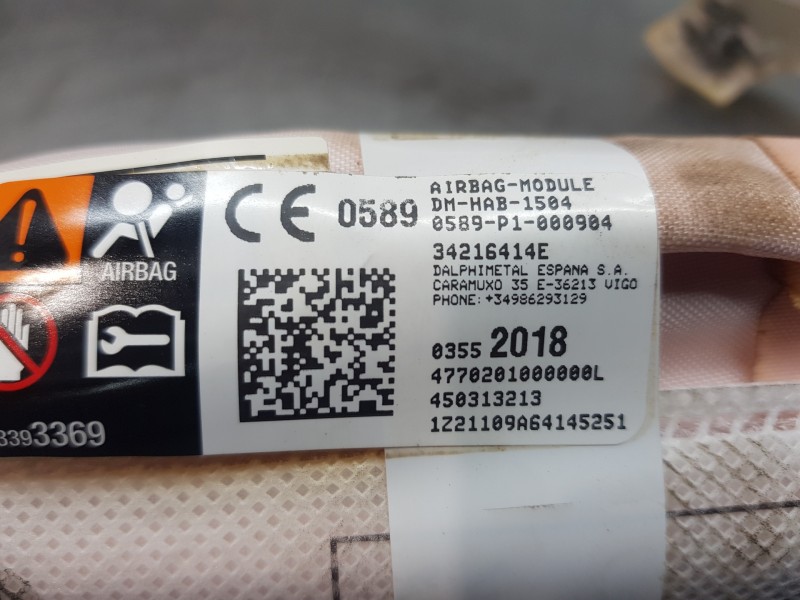 AIRBAG
3393369
CE 0589
AIRBAG-MODULE
DM-HAB-1504
0589-P1-000904
34216414E
DALPHIMETAL ESPANA S.A.
CARAMUXO 35 E-36213 VIGO
PHONE: +34986293129
0355 2018
4770201000000L
450313213
1Z21109A64145251